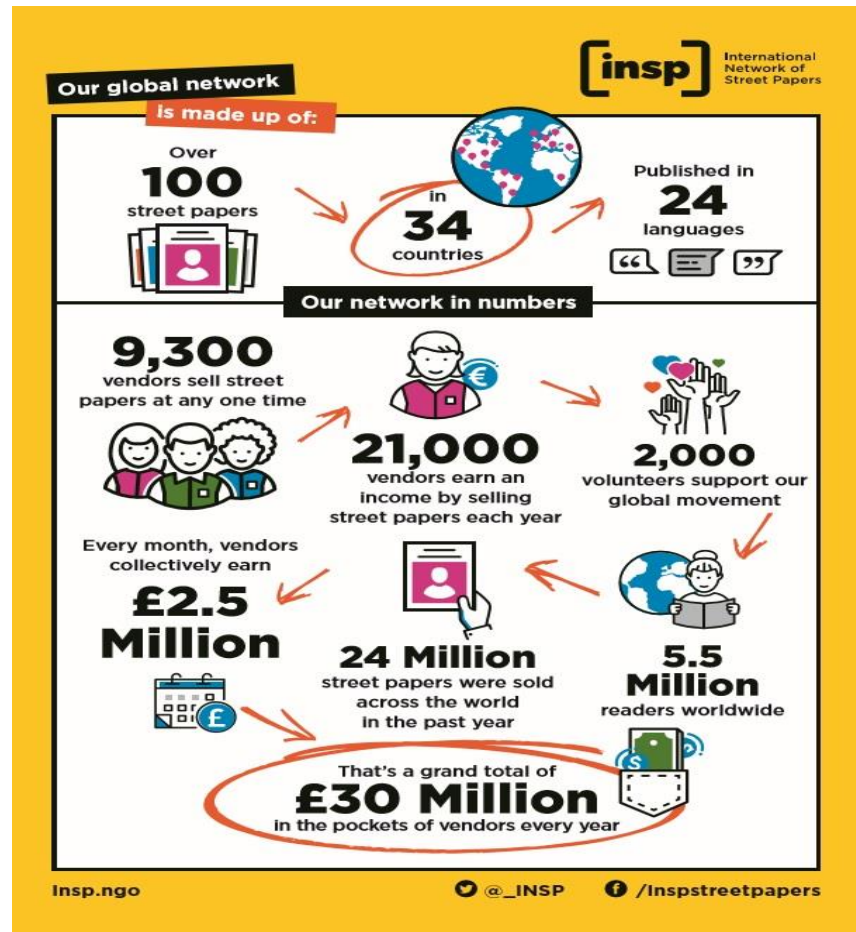 [insp]
International
Network of
Street Papers
Our global network
is made up of:
Over
100
street papers
in
34
countries
Published in
24
languages
Our network in numbers
9,300
vendors sell street
papers at any one time
21,000
vendors earn an
income by selling
street papers each year
2,000
volunteers support our
global movement
5.5
Million
readers worldwide
24 Million
street papers were sold
across the world
in the past year
Every month, vendors
collectively earn
£2.5
Million
£
€
$
That's a grand total of
£30 Million
in the pockets of vendors every year
insp.ngo
@_INSP
/inspstreetpapers